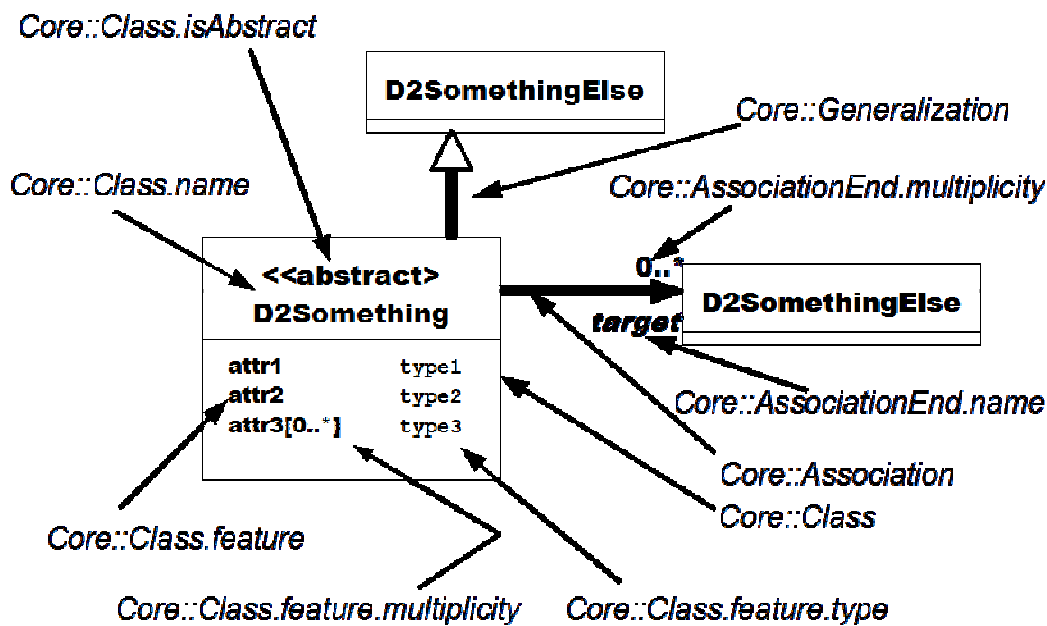 Core::Class.isAbstract
D2SomethingElse
Core::Generalization
Core::Class.name
Core::AssociationEnd.multiplicity
<<abstract>
0..*
D2Something
D2SomethingElse
target
attr1 type1
attr2 type2
attr3[0..*] type3
Core::AssociationEnd.name
Core::Association
Core::Class
Core::Class.feature
Core::Class.feature.multiplicity
Core::Class.feature.type